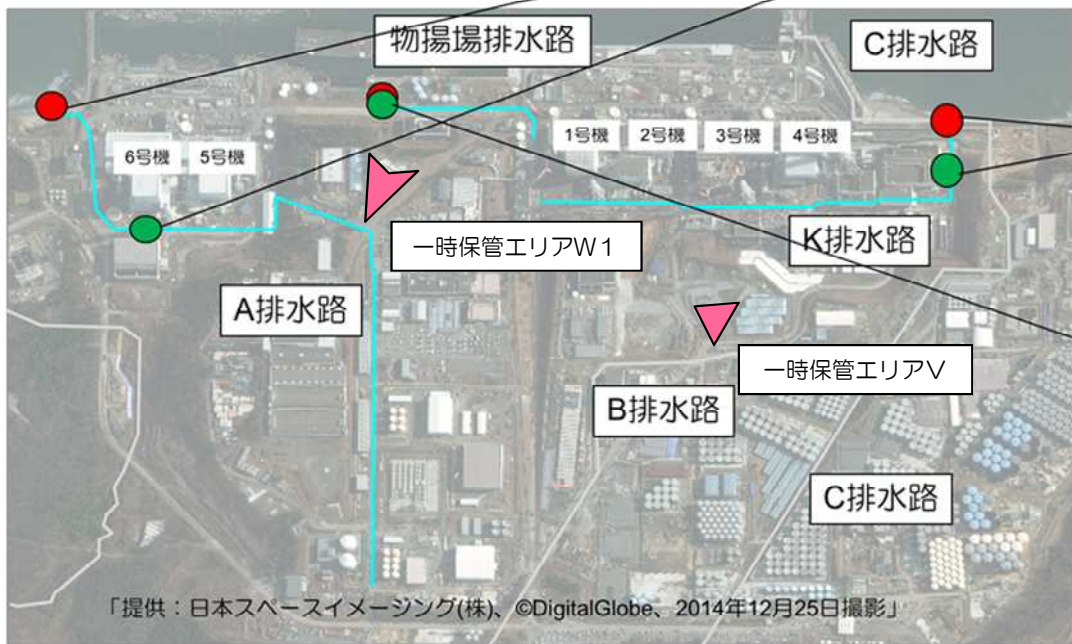 物揚場排水路
C排水路
1号機
2号機
3号機
4号機
6号機
5号機
一時保管エリアW1
K排水路
A排水路
一時保管エリアV
B排水路
C排水路
「提供：日本スペースイメージング(株)、©DigitalGlobe、2014年12月25日撮影」